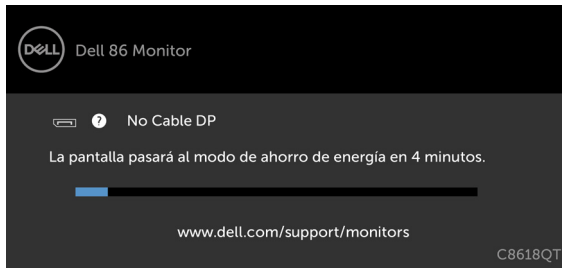 DELL
Dell 86 Monitor
? No Cable DP
La pantalla pasará al modo de ahorro de energía en 4 minutos.
www.dell.com/support/monitors
C8618QT